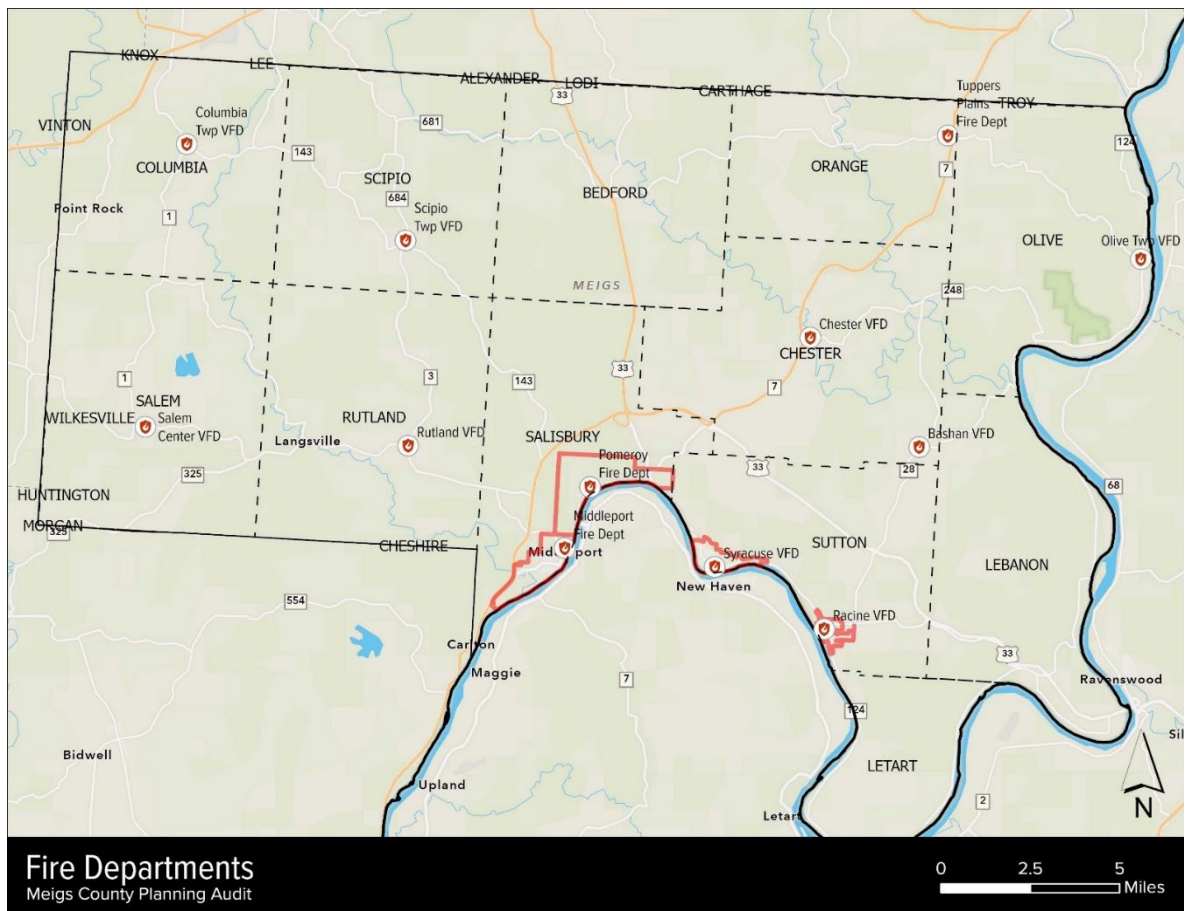 KNOX
LEE
ALEXANDER
LODI
CARTHAGE
TROY
Tuppers
Plains
Fire Dept
33
VINTON
Columbia
Twp VFD
COLUMBIA
143
681
SCIPIO
684
Scipio
Twp VFD
BEDFORD
ORANGE
7
124
Point Rock
1
OLIVE
Olive Twp VFD
MEIGS
248
Chester VFD
CHESTER
1
3
143
33
7
SALEM
WILKESVILLE
Salem
Center VFD
Langsville
RUTLAND
Rutland VFD
SALISBURY
Pomeroy
Fire Dept
33
Bashan VFD
28
325
68
HUNTINGTON
MORGAN
325
CHESHIRE
Middleport
Fire Dept
Syracuse VFD
SUTTON
New Haven
LEBANON
554
Racine VFD
Carlton
Maggie
7
33
Ravenswood
124
Bidwell
Upland
LETART
Letart
2
N
Fire Departments
Meigs County Planning Audit
0 2.5 5
Miles